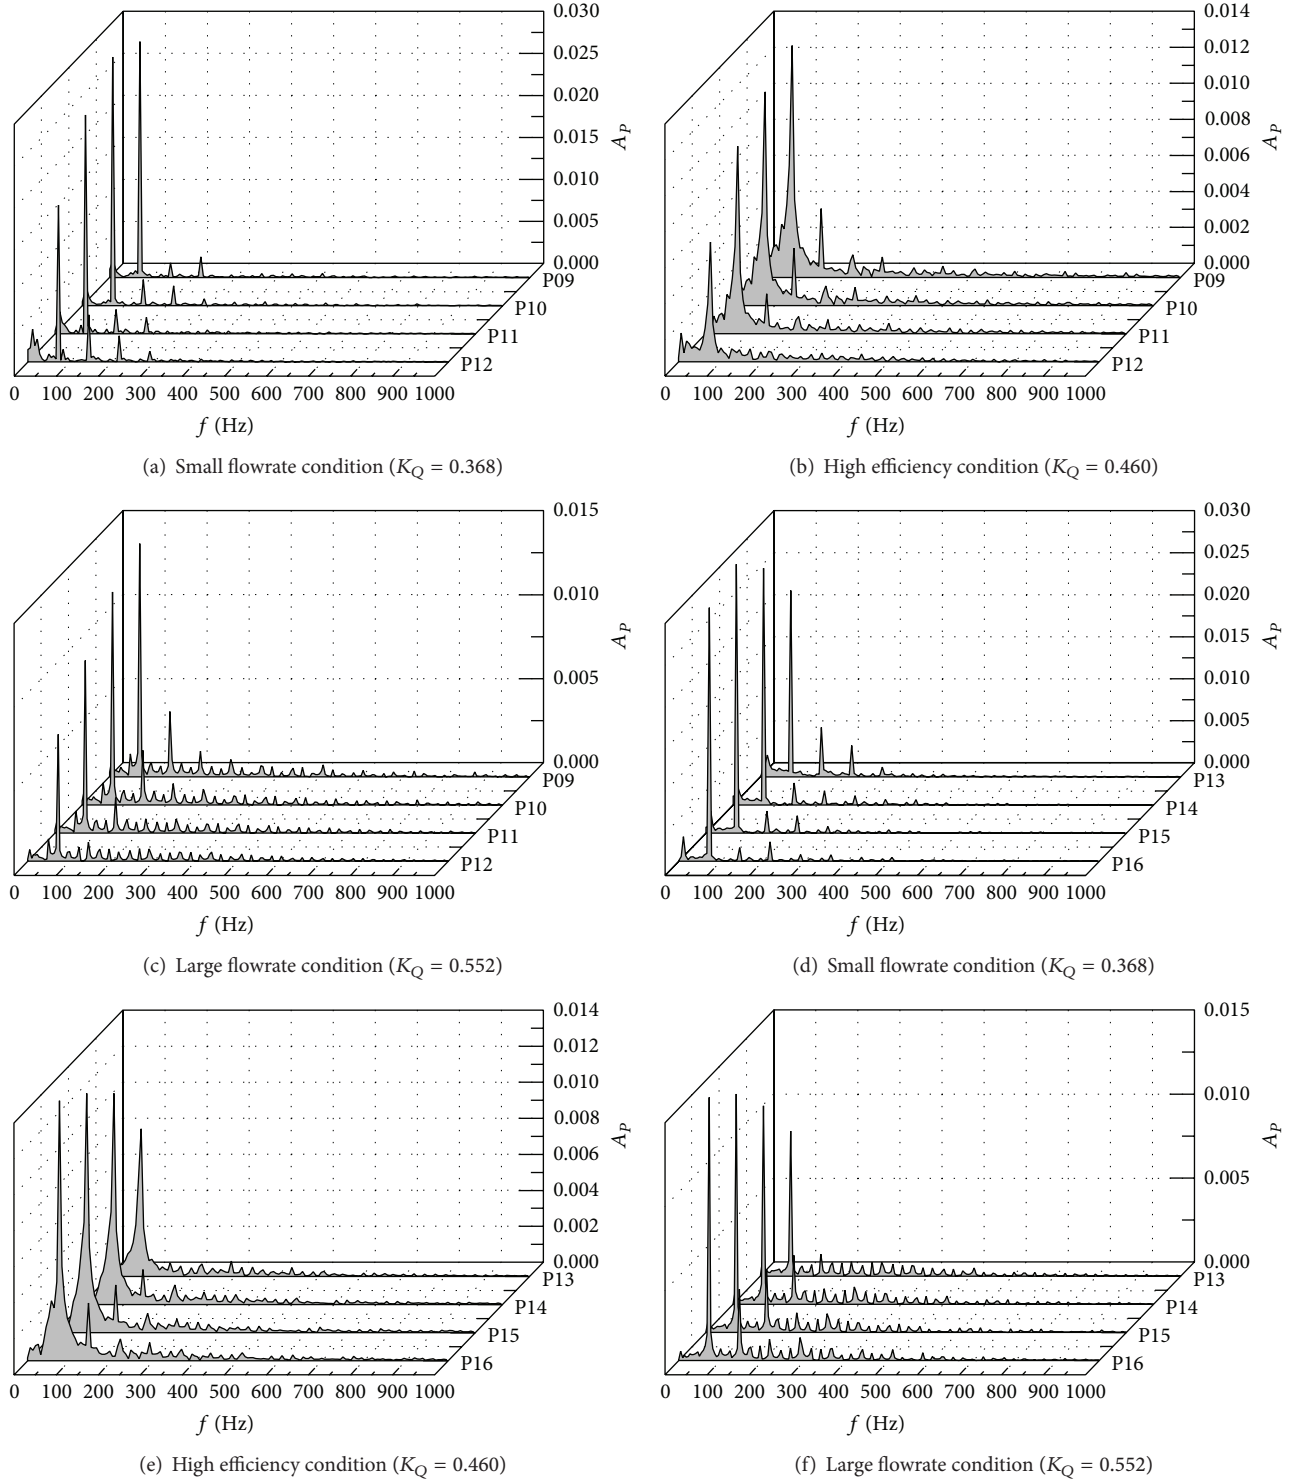 0.030
0.025
0.020
0.015
0.010
0.005
0.000
A_P
P09
P10
P11
P12
0 100 200 300 400 500 600 700 800 900 1000
f (Hz)
(a) Small flowrate condition (K_Q = 0.368)
0.014
0.012
0.010
0.008
0.006
0.004
0.002
0.000
A_P
P09
P10
P11
P12
0 100 200 300 400 500 600 700 800 900 1000
f (Hz)
(b) High efficiency condition (K_Q = 0.460)
0.015
0.010
0.005
0.000
A_P
P09
P10
P11
P12
0 100 200 300 400 500 600 700 800 900 1000
f (Hz)
(c) Large flowrate condition (K_Q = 0.552)
0.030
0.025
0.020
0.015
0.010
0.005
0.000
A_P
P13
P14
P15
P16
0 100 200 300 400 500 600 700 800 900 1000
f (Hz)
(d) Small flowrate condition (K_Q = 0.368)
0.014
0.012
0.010
0.008
0.006
0.004
0.002
0.000
A_P
P13
P14
P15
P16
0 100 200 300 400 500 600 700 800 900 1000
f (Hz)
(e) High efficiency condition (K_Q = 0.460)
0.015
0.010
0.005
0.000
A_P
P13
P14
P15
P16
0 100 200 300 400 500 600 700 800 900 1000
f (Hz)
(f) Large flowrate condition (K_Q = 0.552)